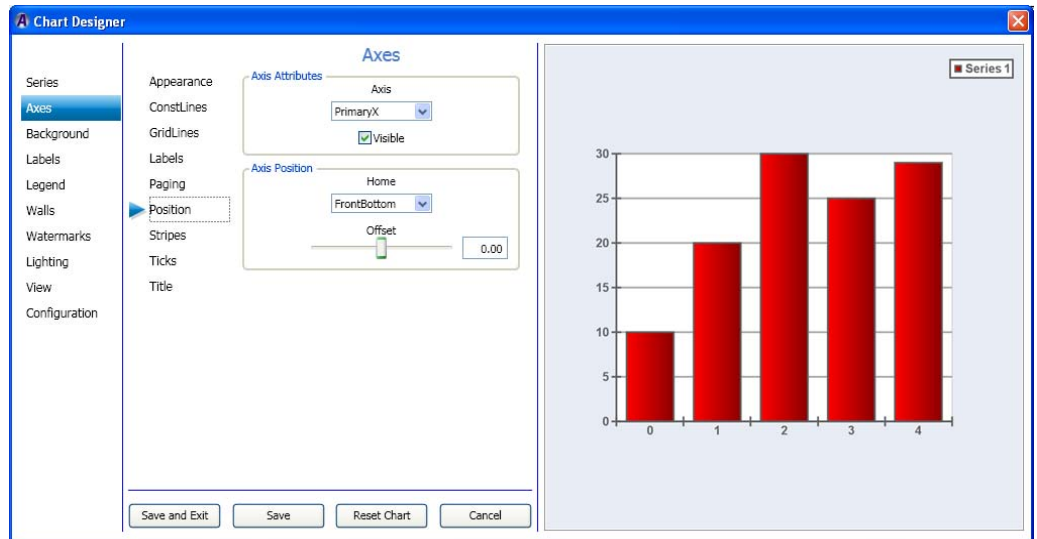 Chart Designer
Series
Axes
Background
Labels
Legend
Walls
Watermarks
Lighting
View
Configuration
Appearance
ConstLines
GridLines
Labels
Paging
Position
Stripes
Ticks
Title
Axes
Axis Attributes
Axis
PrimaryX
Visible
Axis Position
Home
FrontBottom
Offset
0.00
Save and Exit
Save
Reset Chart
Cancel
Series 1
30
25
20
15
10
5
0
0 1 2 3 4